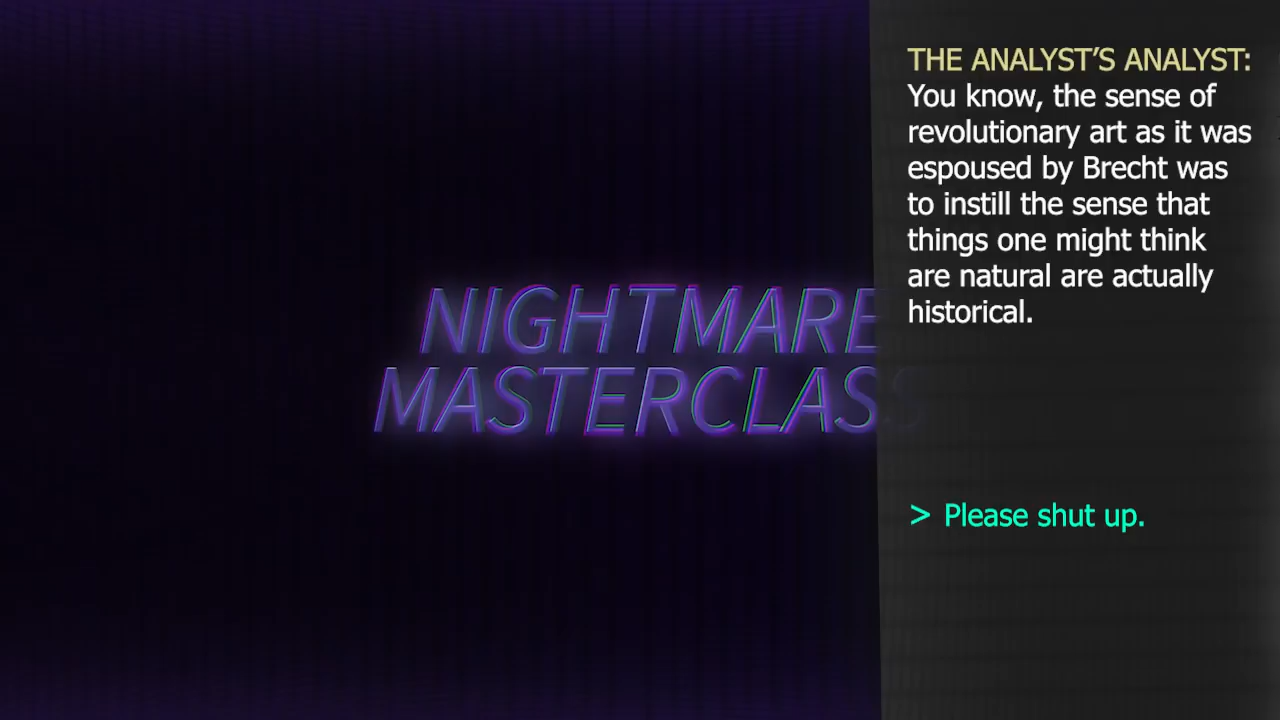 NIGHTMARE
MASTERCLASS
THE ANALYST’S ANALYST:
You know, the sense of
revolutionary art as it was
espoused by Brecht was
to instill the sense that
things one might think
are natural are actually
historical.
> Please shut up.